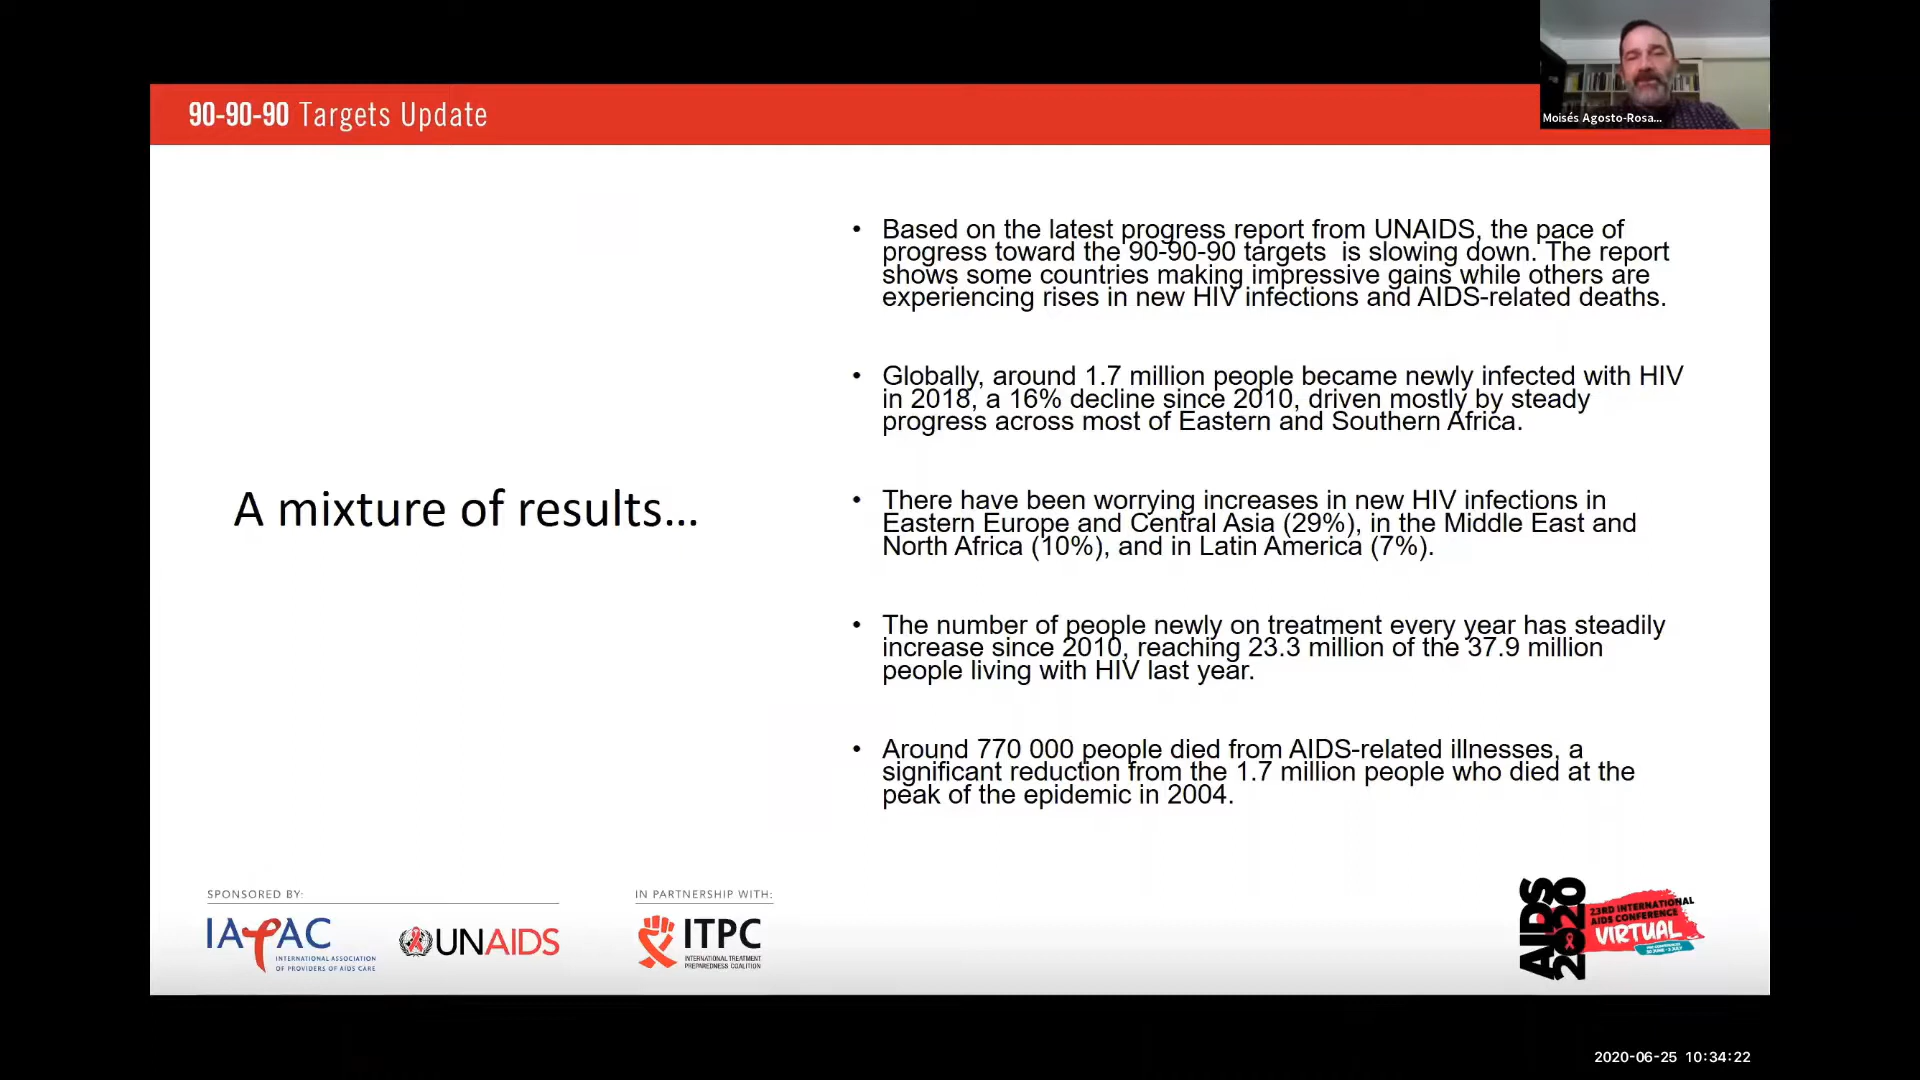 90-90-90 Targets Update
Moisés Agosto-Rosa...
A mixture of results...
• Based on the latest progress report from UNAIDS, the pace of
progress toward the 90-90-90 targets is slowing down. The report
shows some countries making impressive gains while others are
experiencing rises in new HIV infections and AIDS-related deaths.
• Globally, around 1.7 million people became newly infected with HIV
in 2018, a 16% decline since 2010, driven mostly by steady
progress across most of Eastern and Southern Africa.
• There have been worrying increases in new HIV infections in
Eastern Europe and Central Asia (29%), in the Middle East and
North Africa (10%), and in Latin America (7%).
• The number of people newly on treatment every year has steadily
increase since 2010, reaching 23.3 million of the 37.9 million
people living with HIV last year.
• Around 770 000 people died from AIDS-related illnesses, a
significant reduction from the 1.7 million people who died at the
peak of the epidemic in 2004.
SPONSORED BY:
IAPAC
INTERNATIONAL ASSOCIATION
OF PROVIDERS OF AIDS CARE
UNAIDS
IN PARTNERSHIP WITH:
ITPC
INTERNATIONAL TREATMENT
PREPAREDNESS COALITION
AIDS
2020
23RD INTERNATIONAL
AIDS CONFERENCE
VIRTUAL
2020-06-25 10:34:22